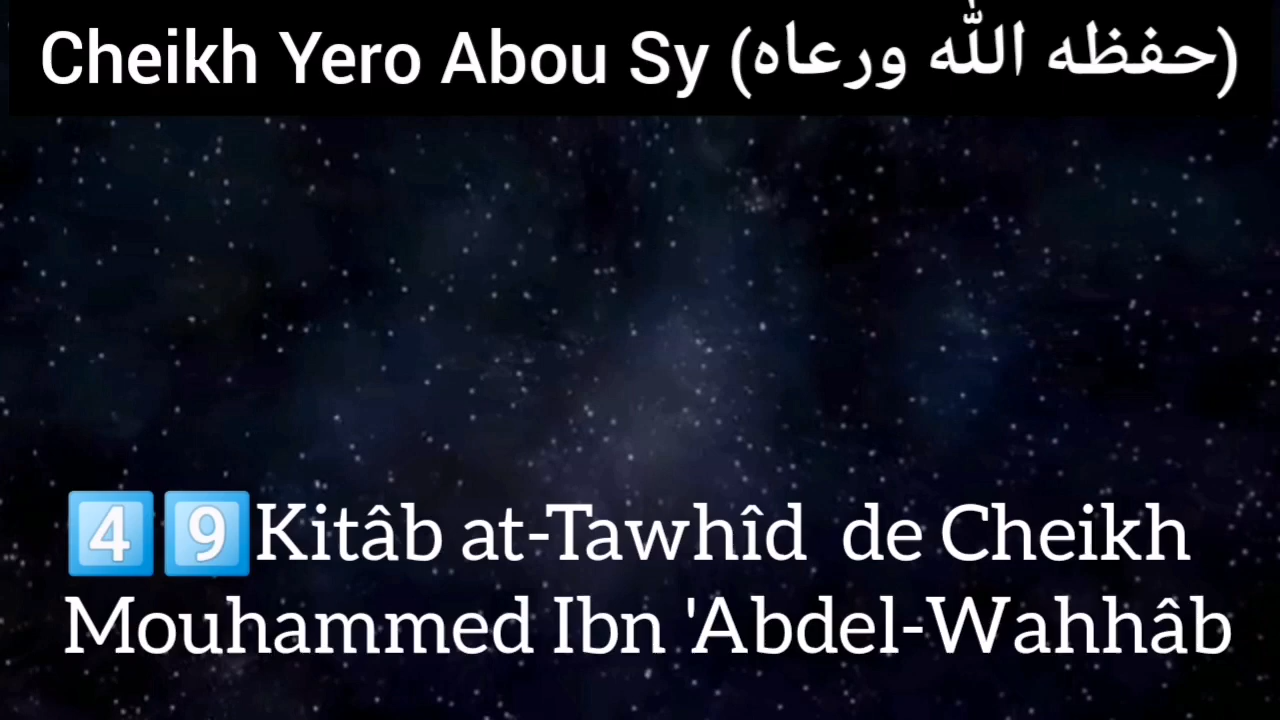 Cheikh Yero Abou Sy (حفظه الله ورعاه)
4️⃣9️⃣Kitâb at-Tawhîd de Cheikh
Mouhammed Ibn 'Abdel-Wahhâb